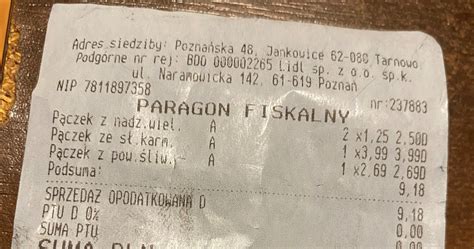 Adres siedziby: Poznańska 48, Jankowice 62-080 Tarnowo
Podgórne nr rej: BDO 000002265 Lidl sp. z o.o. sp.k.
ul. Naramowicka 142, 61-619 Poznań
NIP 7811897358
nr:237883
PARAGON FISKALNY
Pączek z nadz.wiel. A 2 x1,25 2,50D
Pączek ze sł.karm. A 1 x3,99 3,99D
Pączek z pow.śliw. A 1 x2,69 2,69D
Podsuma: 9,18
SPRZEDAŻ OPODATKOWANA D 9,18
PTU D 0% 0,00
SUMA PTU 0,00
SUMA PLN